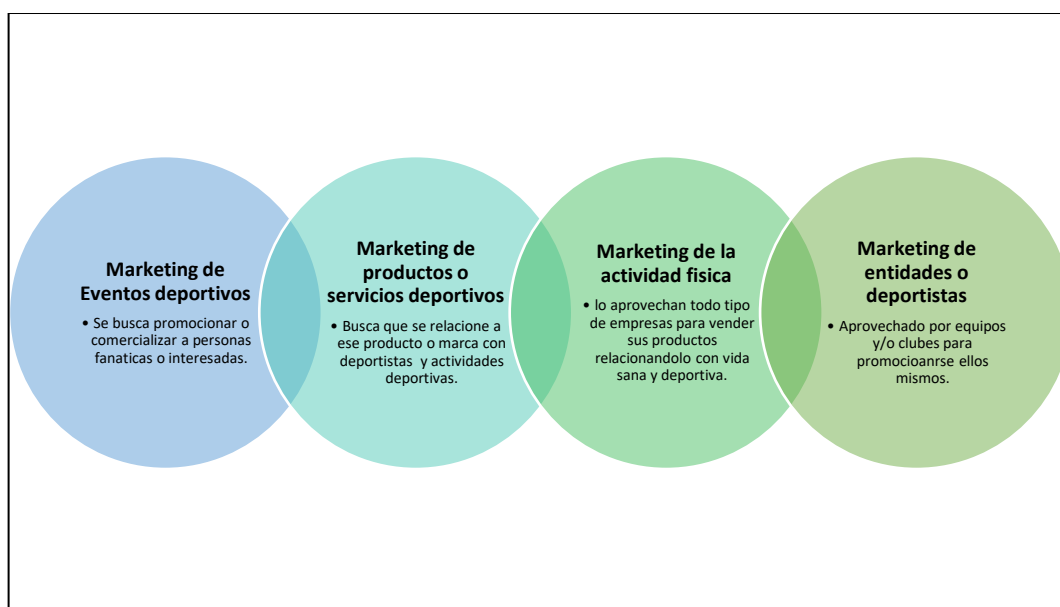 Marketing de
Eventos deportivos
• Se busca promocionar o
comercializar a personas
fanaticas o interesadas.
Marketing de
productos o
servicios deportivos
• Busca que se relacione a
ese producto o marca con
deportistas y actividades
deportivas.
Marketing de la
actividad fisica
• lo aprovechan todo tipo
de empresas para vender
sus productos
relacionandolo con vida
sana y deportiva.
Marketing de
entidades o
deportistas
• Aprovechado por equipos
y/o clubes para
promocioanrse ellos
mismos.